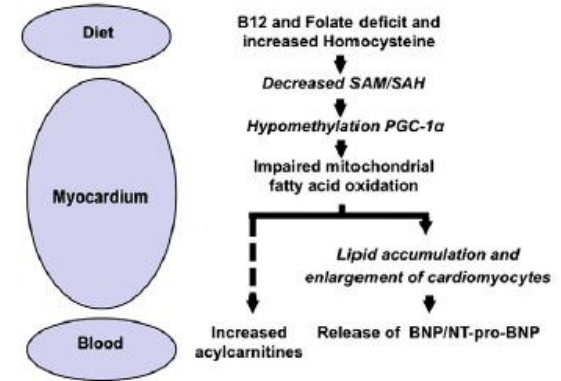 Diet
B12 and Folate deficit and
increased Homocysteine
Decreased SAM/SAH
Hypomethylation PGC-1α
Myocardium
Impaired mitochondrial
fatty acid oxidation
Lipid accumulation and
enlargement of cardiomyocytes
Blood
Increased
acylcarnitines
Release of BNP/NT-pro-BNP